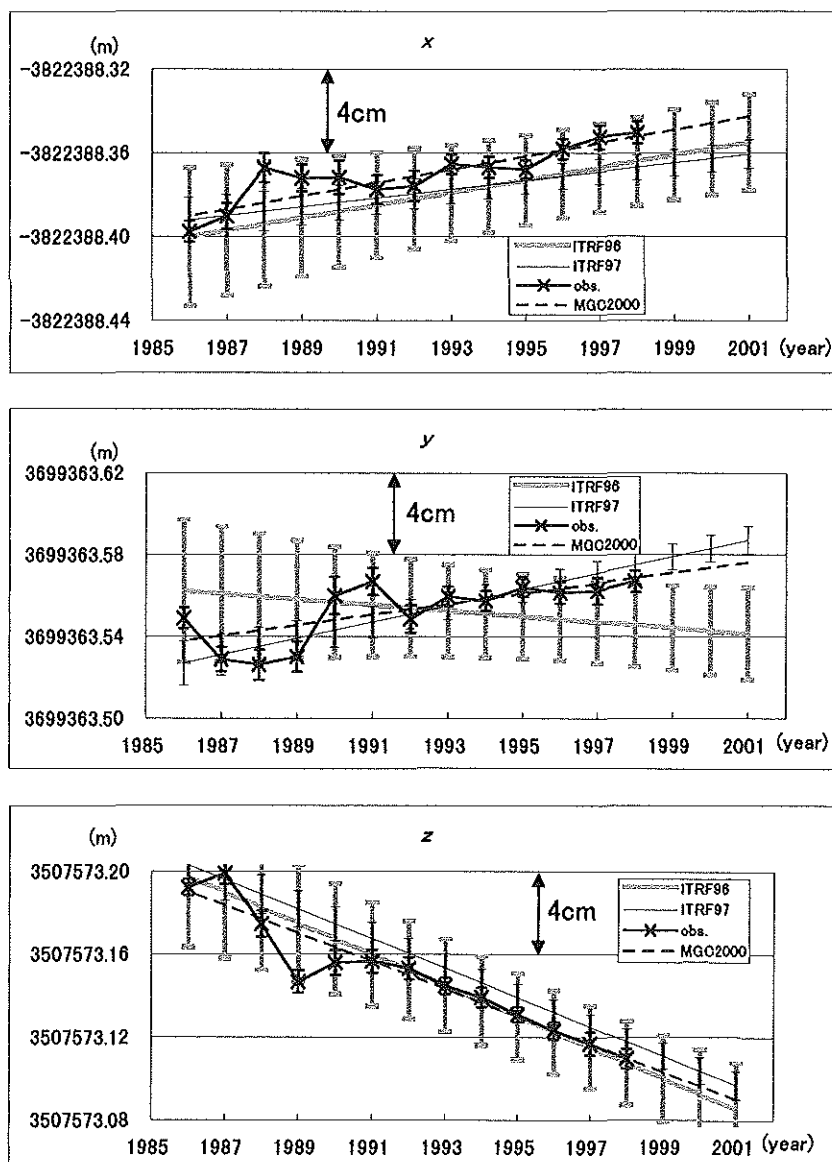 x
(m)
-3822388.32
4cm
-3822388.36
-3822388.40
ITRF96
ITRF97
obs.
MGC2000
-3822388.44
1985 1987 1989 1991 1993 1995 1997 1999 2001 (year)
y
(m)
3699363.62
4cm
ITRF96
ITRF97
obs.
MGC2000
3699363.58
3699363.54
3699363.50
1985 1987 1989 1991 1993 1995 1997 1999 2001 (year)
z
(m)
3507573.20
4cm
ITRF96
ITRF97
obs.
MGC2000
3507573.16
3507573.12
3507573.08
1985 1987 1989 1991 1993 1995 1997 1999 2001 (year)